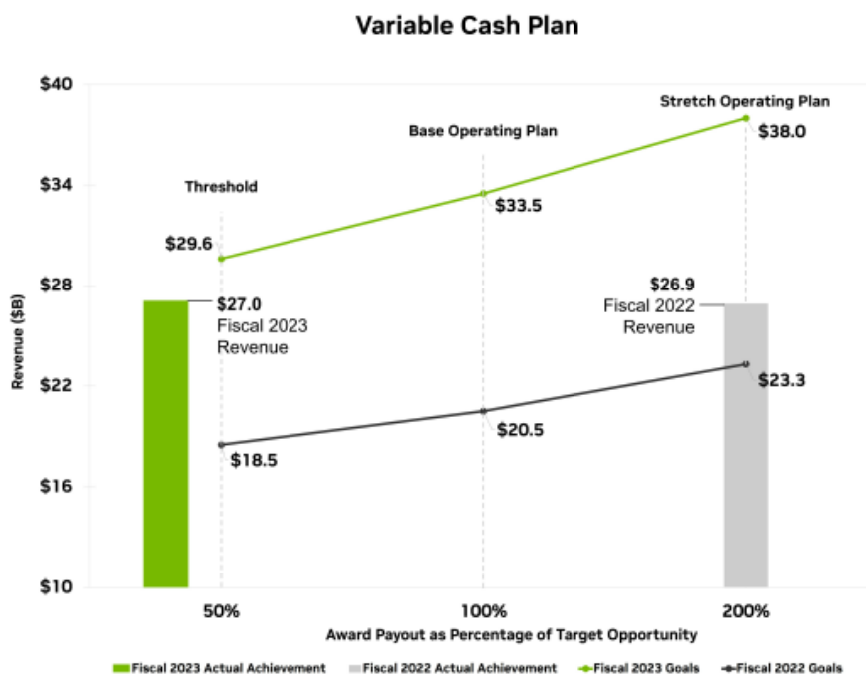 Variable Cash Plan
$40
Stretch Operating Plan
$38.0
Base Operating Plan
$34
Threshold
$33.5
$29.6
$28
$27.0
Fiscal 2023
Revenue
$26.9
Fiscal 2022
Revenue
Revenue ($B)
$22
$23.3
$20.5
$18.5
$16
$10
50%
100%
200%
Award Payout as Percentage of Target Opportunity
Fiscal 2023 Actual Achievement
Fiscal 2022 Actual Achievement
Fiscal 2023 Goals
Fiscal 2022 Goals